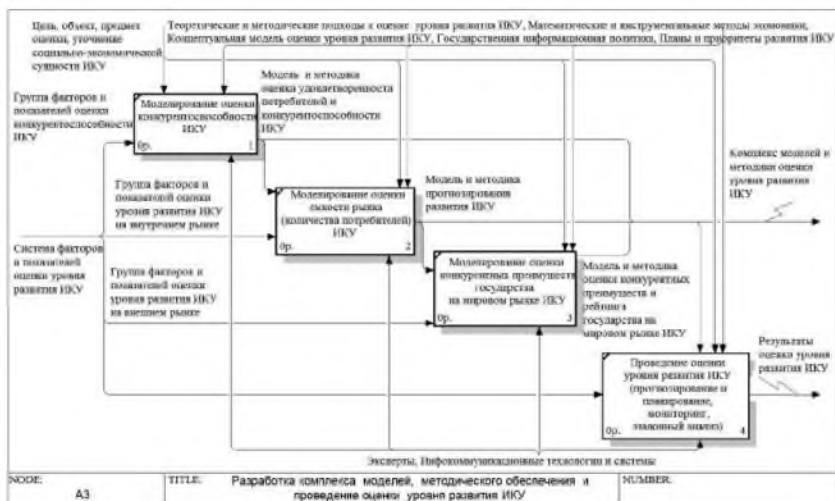 Цель, объект, предмет
оценки, уточнение
социально-экономической
сущности ИКУ
Теоретические и методические подходы к оценке уровня развития ИКУ, Математические и инструментальные методы экономики,
Концептуальная модель оценки уровня развития ИКУ, Государственная информационная политика, Планы и приоритеты развития ИКУ
Группа факторов и
показателей оценки
конкурентоспособности
ИКУ
Моделирование оценки
конкурентоспособности
ИКУ
0р. 1
Модель и методика
оценки удовлетворенности
потребителей и
конкурентоспособности
ИКУ
Группа факторов и
показателей оценки
уровня развития ИКУ
на внутреннем рынке
Моделирование оценки
емкости рынка
(количества потребителей)
ИКУ
0р. 2
Модель и методика
прогнозирования
развития ИКУ
Комплекс моделей и
методики оценки
уровня развития
ИКУ
Система факторов
и показателей
оценки уровня
развития ИКУ
Группа факторов и
показателей оценки
уровня развития ИКУ
на внешнем рынке
Моделирование оценки
конкурентных преимуществ
государства
на мировом рынке ИКУ
0р. 3
Модель и методика
оценки конкурентных
преимуществ и
рейтинга
государства на
мировом рынке ИКУ
Проведение оценки
уровня развития ИКУ
(прогнозирование и
планирование,
мониторинг,
эталонный анализ)
0р. 4
Результаты
оценки уровня
развития ИКУ
Эксперты, Инфокоммуникационные технологии и системы
NODE:
A3
TITLE:
Разработка комплекса моделей, методического обеспечения и
проведение оценки уровня развития ИКУ
NUMBER: